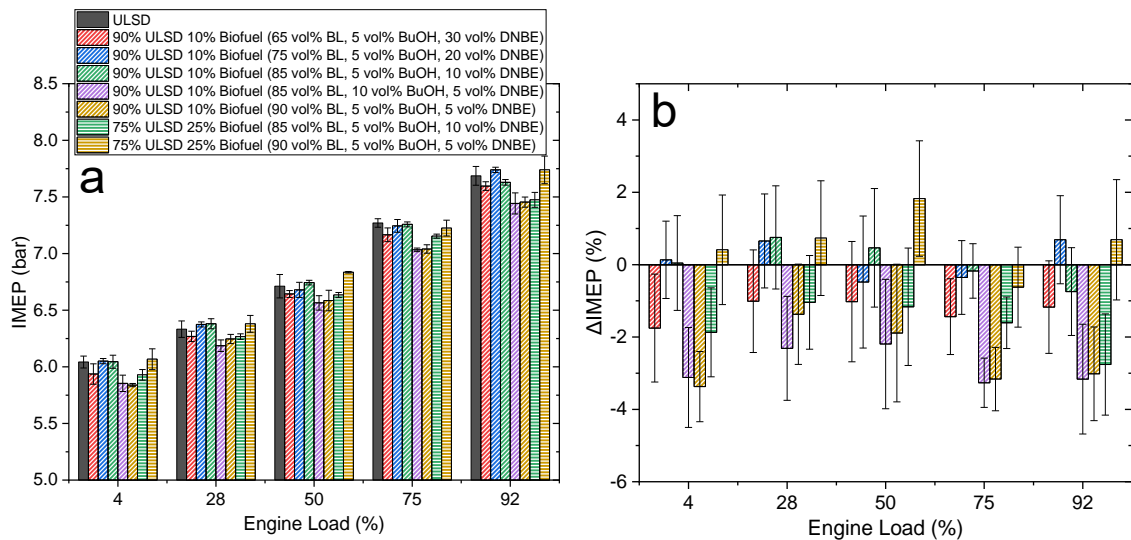 ULSD
90% ULSD 10% Biofuel (65 vol% BL, 5 vol% BuOH, 30 vol% DNBE)
90% ULSD 10% Biofuel (75 vol% BL, 5 vol% BuOH, 20 vol% DNBE)
90% ULSD 10% Biofuel (85 vol% BL, 5 vol% BuOH, 10 vol% DNBE)
90% ULSD 10% Biofuel (85 vol% BL, 10 vol% BuOH, 5 vol% DNBE)
90% ULSD 10% Biofuel (90 vol% BL, 5 vol% BuOH, 5 vol% DNBE)
75% ULSD 25% Biofuel (85 vol% BL, 5 vol% BuOH, 10 vol% DNBE)
75% ULSD 25% Biofuel (90 vol% BL, 5 vol% BuOH, 5 vol% DNBE)
a
IMEP (bar)
8.5
8.0
7.5
7.0
6.5
6.0
5.5
5.0
4 28 50 75 92
Engine Load (%)
b
ΔIMEP (%)
4
2
0
-2
-4
-6
4 28 50 75 92
Engine Load (%)